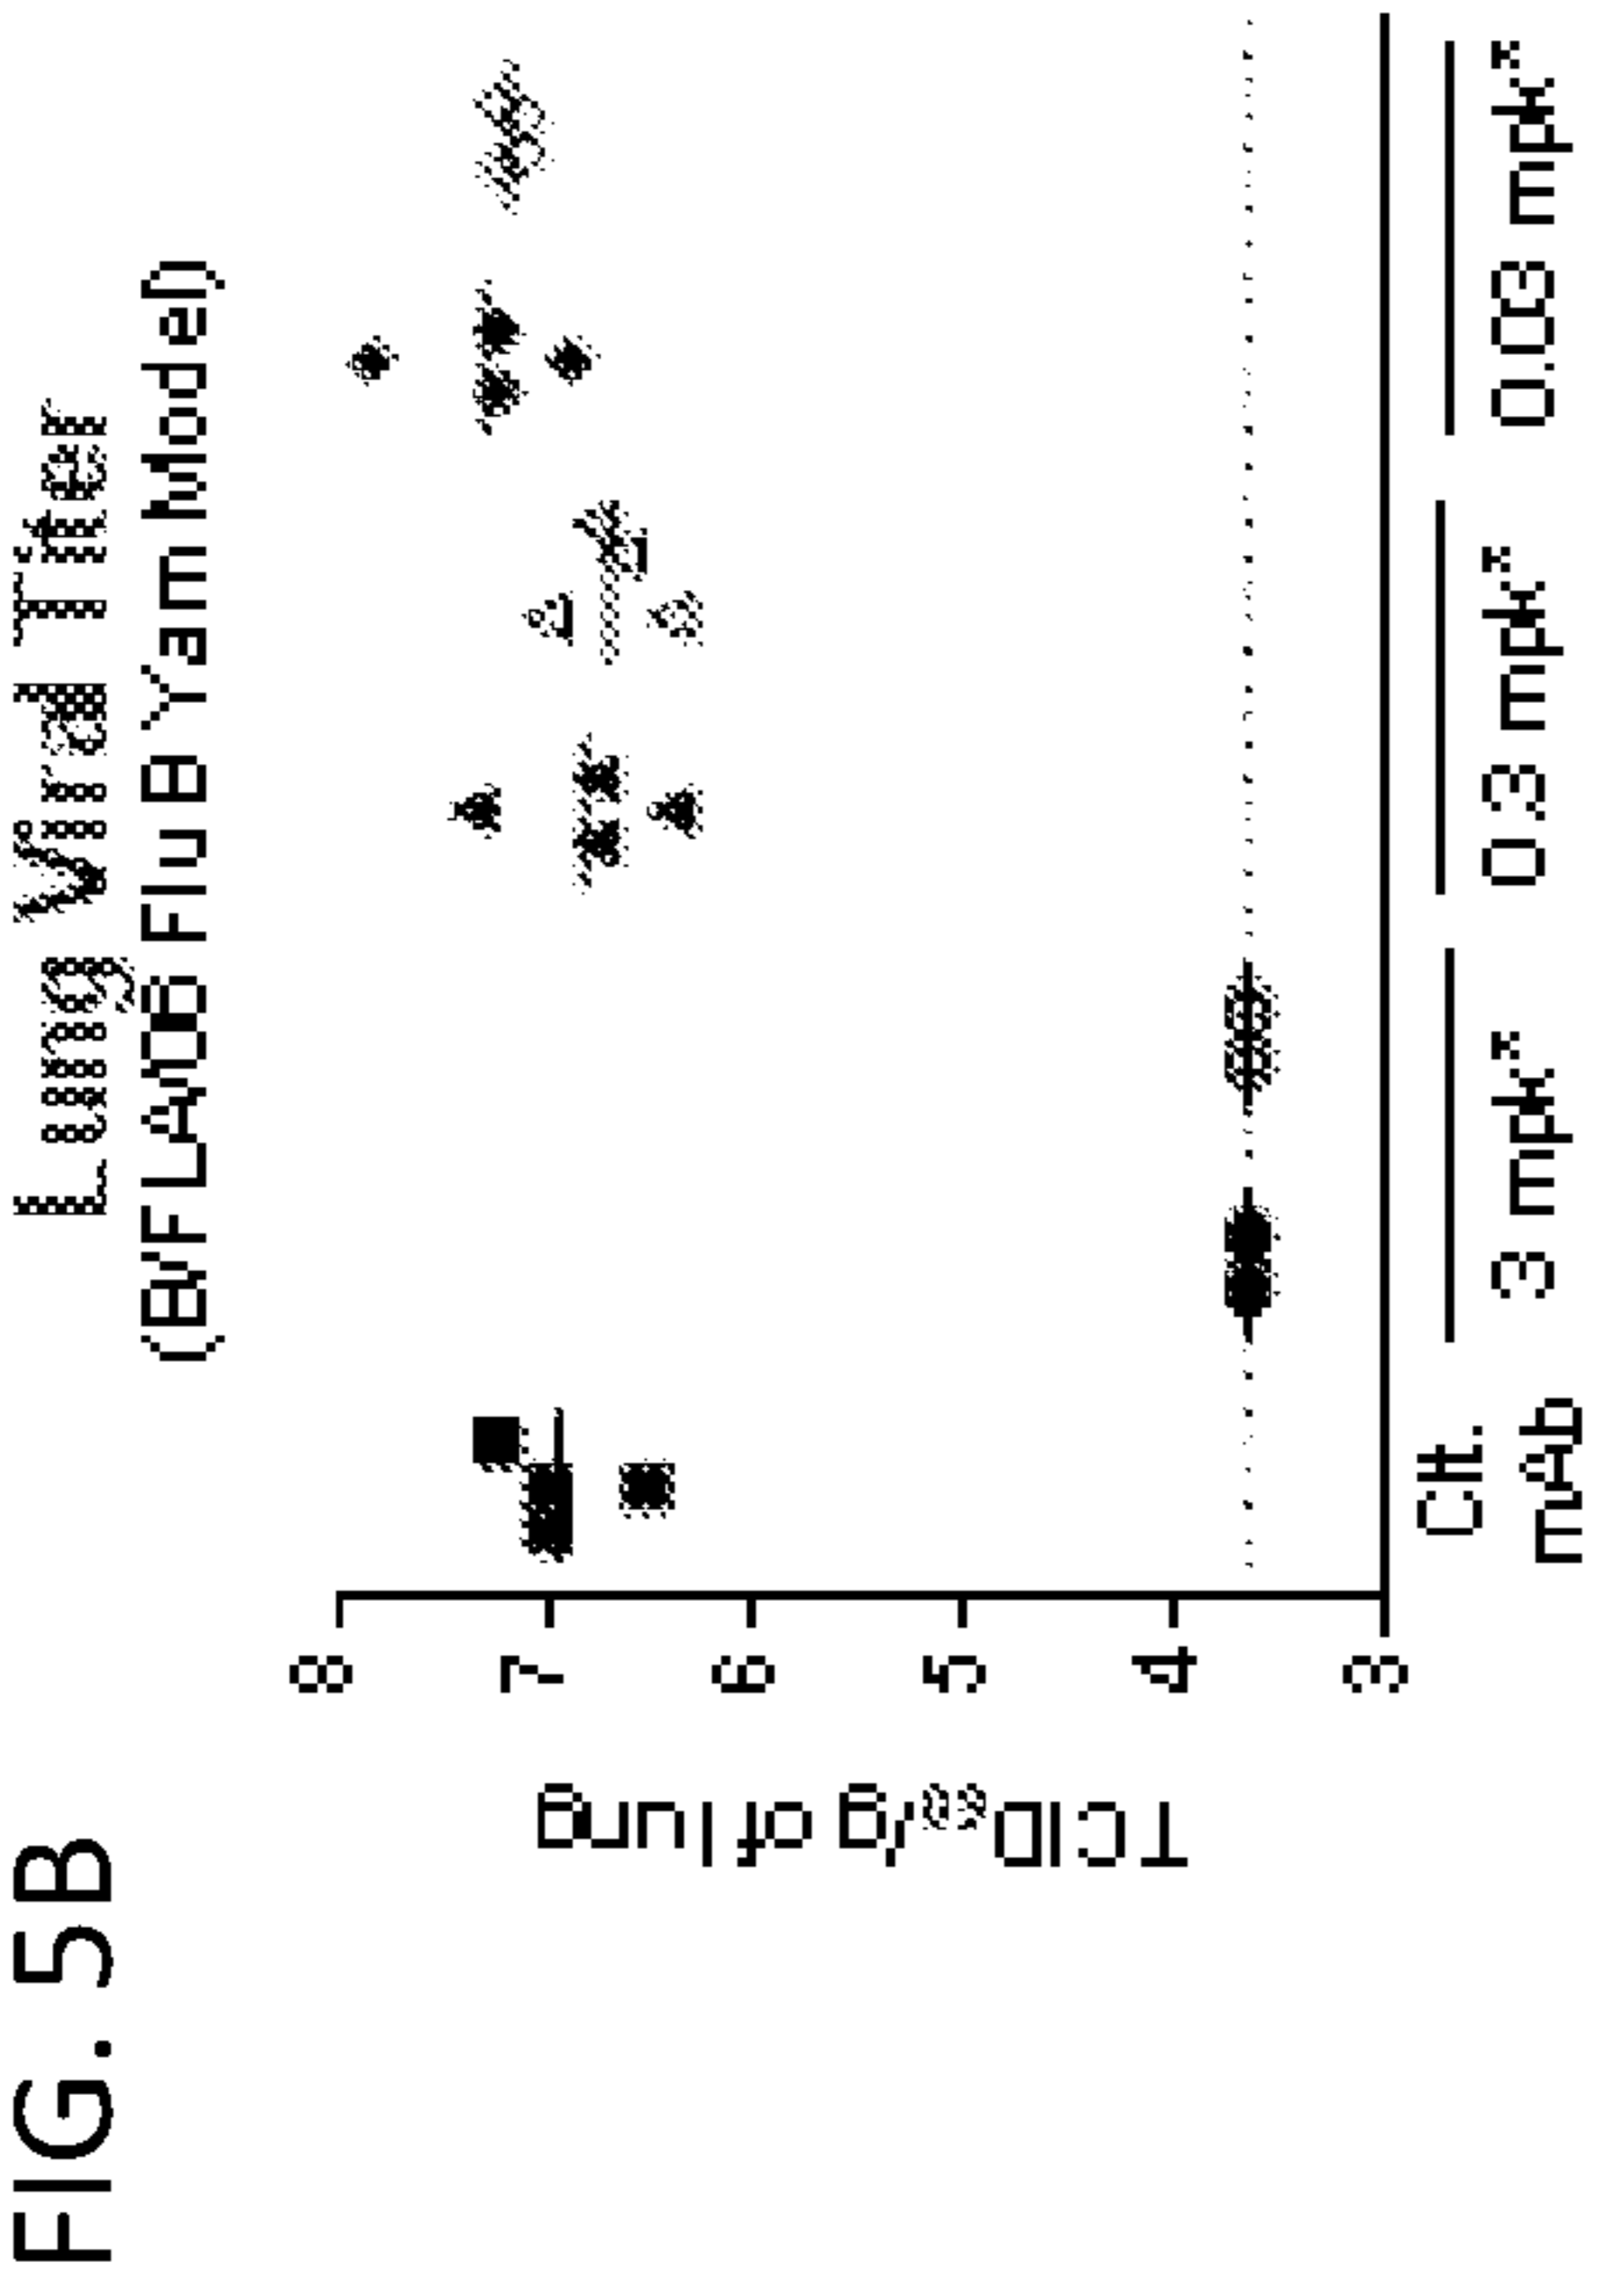 FIG. 5B
Lung Viral Titer
(B/FLA/06 Flu B Yam Model)
TCID₅₀/g of lung
8
7
6
5
4
3
Ctl.
mAb
3 mpk
0.3 mpk
0.03 mpk